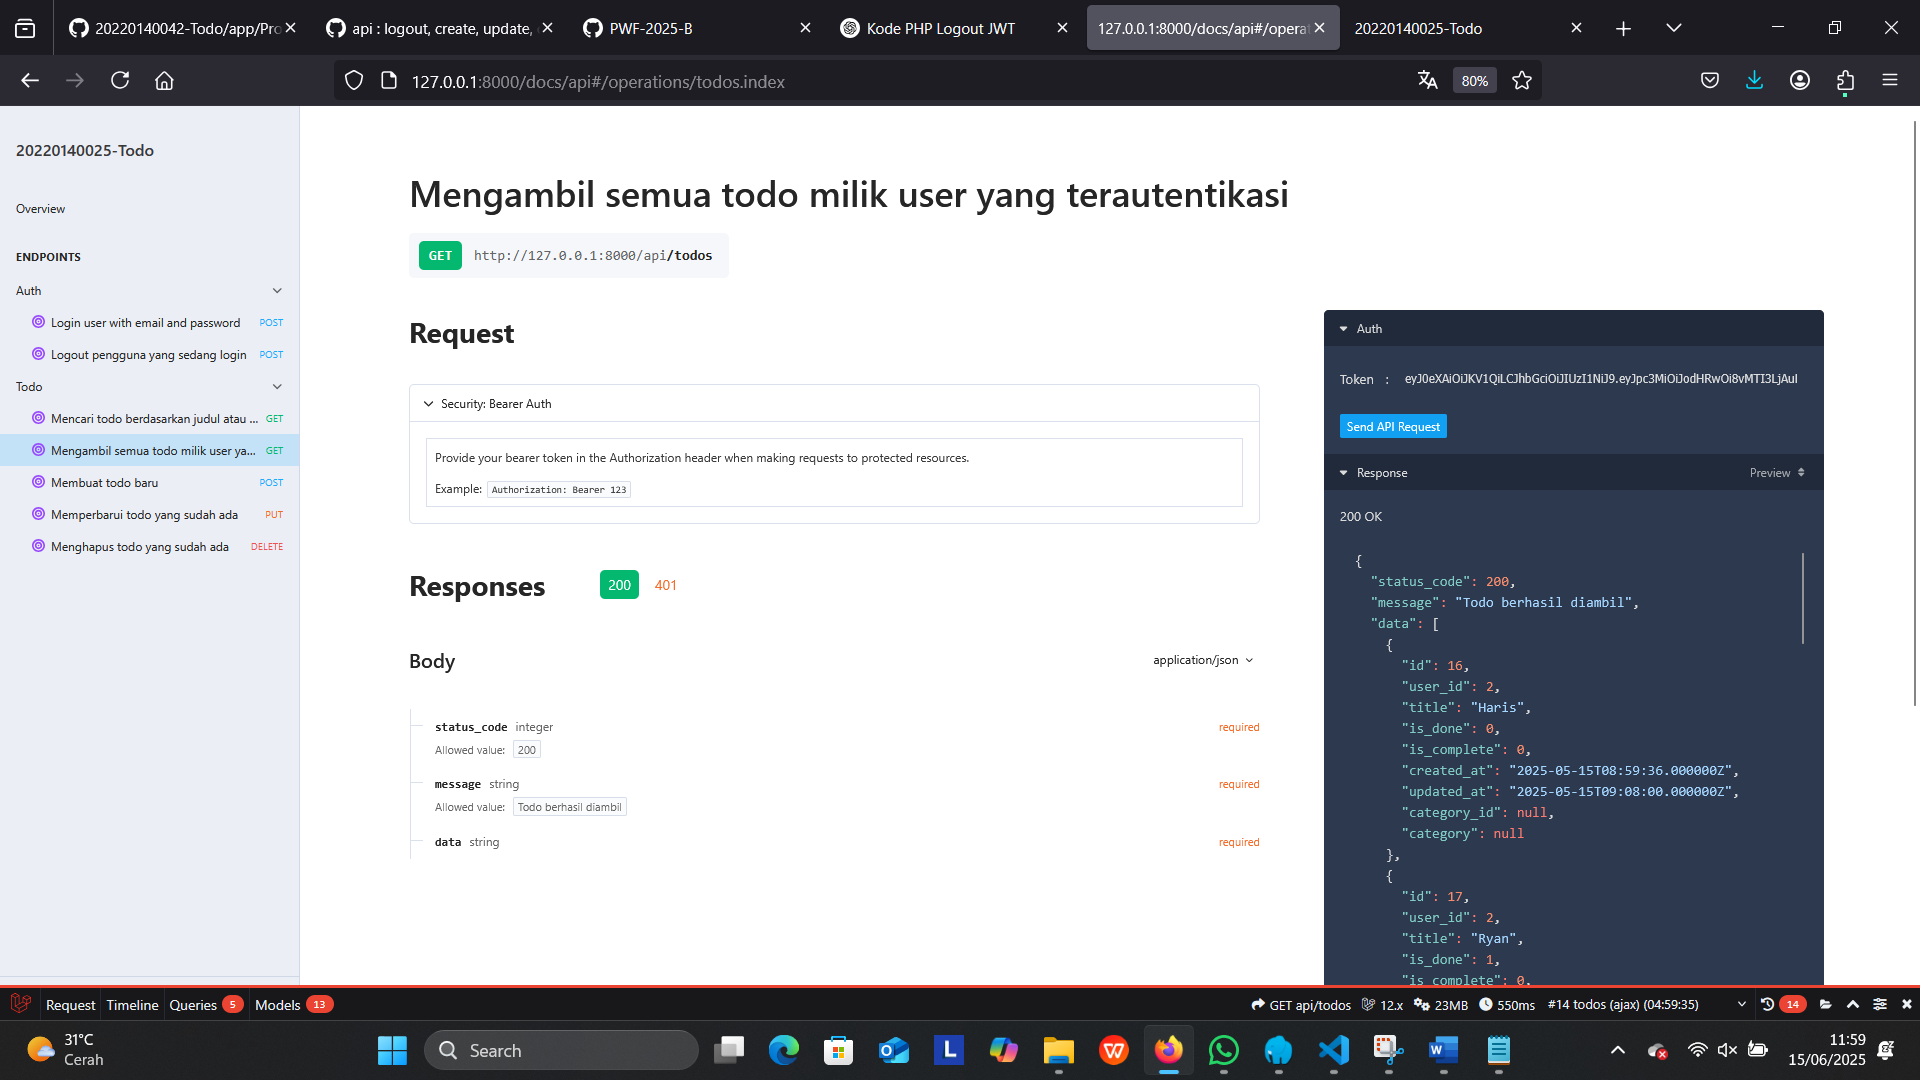 20220140042-Todo/app/Pro
api : logout, create, update,
PWF-2025-B
Kode PHP Logout JWT
127.0.0.1:8000/docs/api#/opera
20220140025-Todo
127.0.0.1:8000/docs/api#/operations/todos.index
80%
20220140025-Todo
Overview
ENDPOINTS
Auth
Login user with email and password POST
Logout pengguna yang sedang login POST
Todo
Mencari todo berdasarkan judul atau ... GET
Mengambil semua todo milik user ya... GET
Membuat todo baru POST
Memperbarui todo yang sudah ada PUT
Menghapus todo yang sudah ada DELETE
Mengambil semua todo milik user yang terautentikasi
GET http://127.0.0.1:8000/api/todos
Request
Security: Bearer Auth
Provide your bearer token in the Authorization header when making requests to protected resources.
Example: Authorization: Bearer 123
Responses 200 401
Body application/json
status_code integer required
Allowed value: 200
message string required
Allowed value: Todo berhasil diambil
data string required
Auth
Token : eyJ0eXAiOiJKV1QiLCJhbGciOiJIUzI1NiJ9.eyJpc3MiOiJodHRwOi8vMTI3LjAuI
Send API Request
Response Preview
200 OK
{
"status_code": 200,
"message": "Todo berhasil diambil",
"data": [
{
"id": 16,
"user_id": 2,
"title": "Haris",
"is_done": 0,
"is_complete": 0,
"created_at": "2025-05-15T08:59:36.000000Z",
"updated_at": "2025-05-15T09:08:00.000000Z",
"category_id": null,
"category": null
},
{
"id": 17,
"user_id": 2,
"title": "Ryan",
"is_done": 1,
"is_complete": 0,
Request Timeline Queries 5 Models 13
GET api/todos 12.x 23MB 550ms #14 todos (ajax) (04:59:35) 14
31°C
Cerah
Search
11:59
15/06/2025